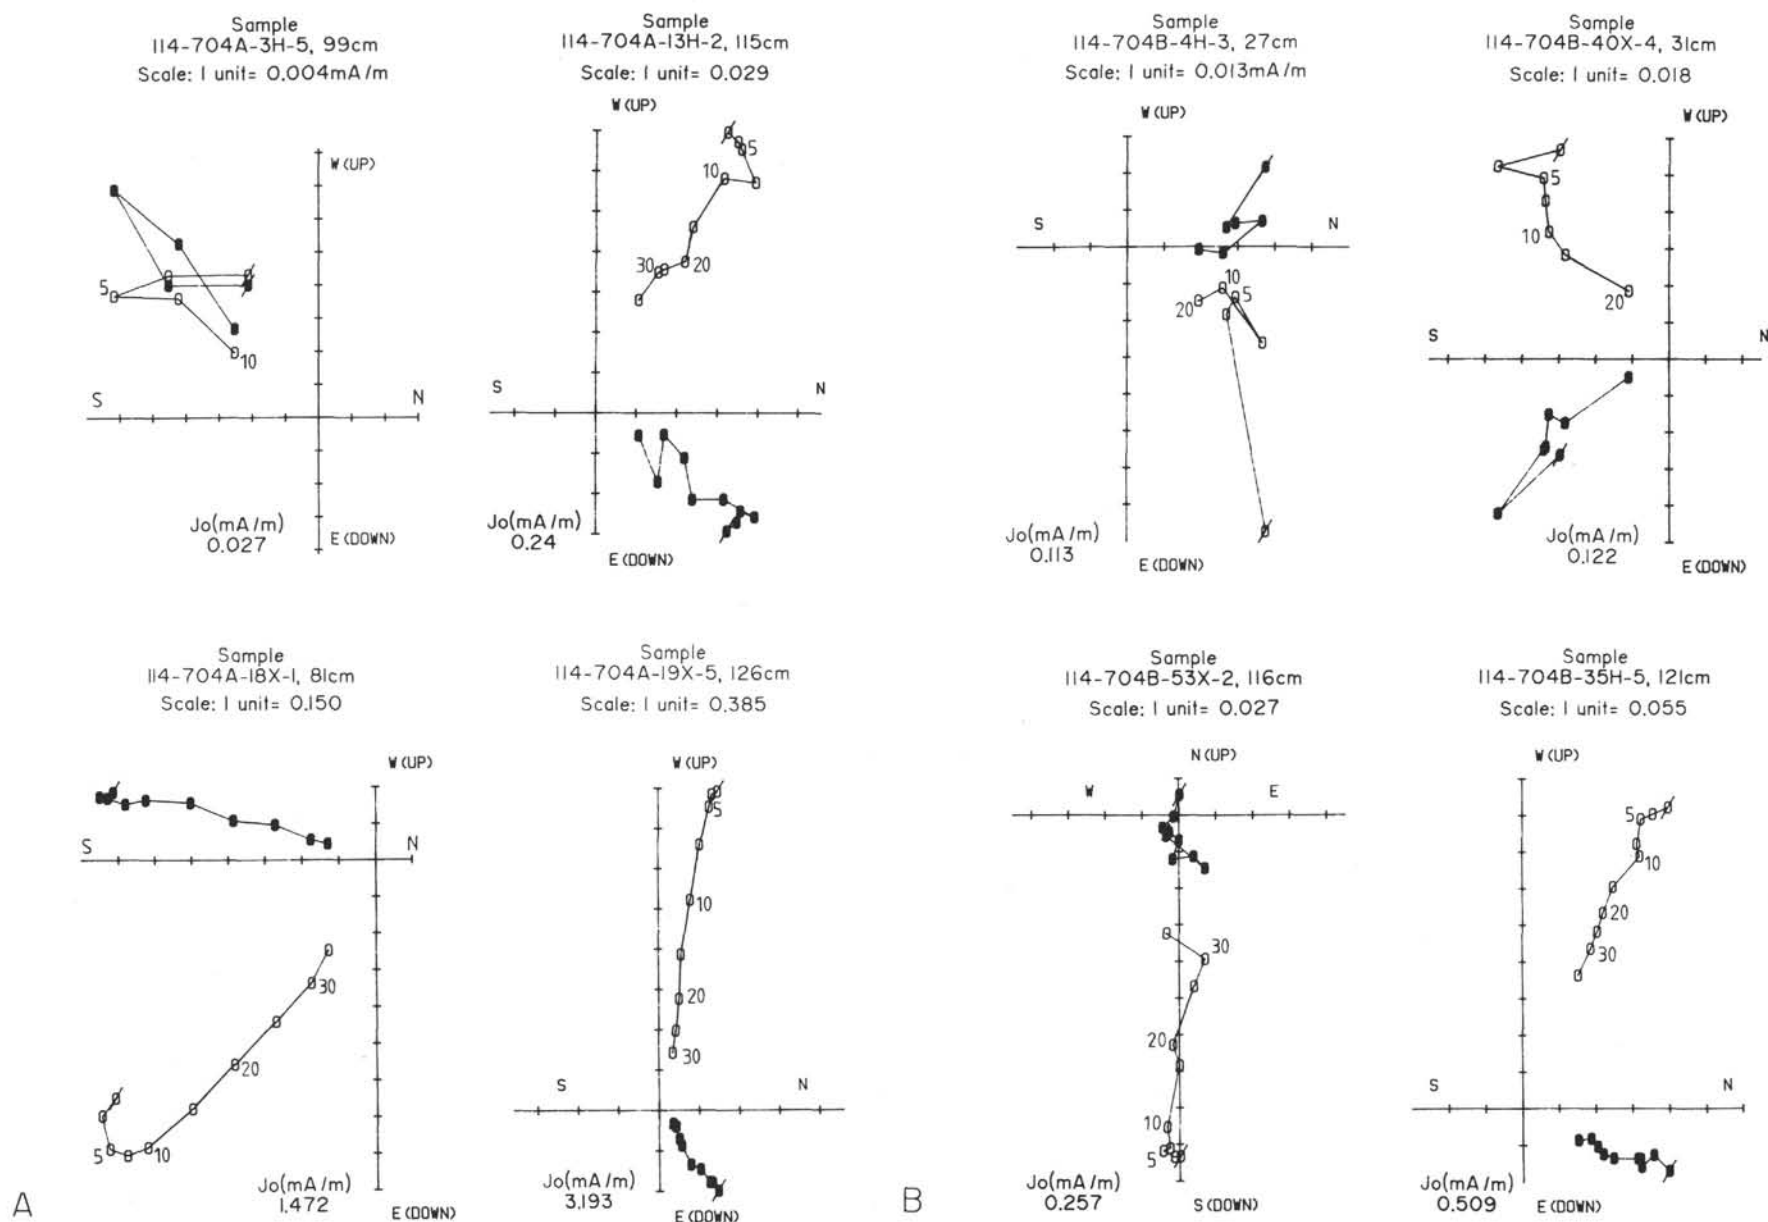 Sample
114-704A-3H-5, 99cm
Scale: 1 unit= 0.004mA/m
W (UP)
5
10
S
N
Jo(mA/m)
0.027
E (DOWN)
Sample
114-704A-13H-2, 115cm
Scale: 1 unit= 0.029
W (UP)
5
10
30
20
S
N
Jo(mA/m)
0.24
E (DOWN)
Sample
114-704B-4H-3, 27cm
Scale: 1 unit= 0.013mA/m
W (UP)
S
N
10
5
20
Jo(mA/m)
0.113
E (DOWN)
Sample
114-704B-40X-4, 31cm
Scale: 1 unit= 0.018
W (UP)
5
10
20
S
N
Jo(mA/m)
0.122
E (DOWN)
Sample
114-704A-18X-1, 81cm
Scale: 1 unit= 0.150
W (UP)
S
N
30
20
5
10
Jo(mA/m)
1.472
E (DOWN)
A
Sample
114-704A-19X-5, 126cm
Scale: 1 unit= 0.385
W (UP)
5
10
20
30
S
N
Jo(mA/m)
3.193
E (DOWN)
Sample
114-704B-53X-2, 116cm
Scale: 1 unit= 0.027
N (UP)
W
E
30
20
10
5
Jo(mA/m)
0.257
S (DOWN)
B
Sample
114-704B-35H-5, 121cm
Scale: 1 unit= 0.055
W (UP)
5
10
20
30
S
N
Jo(mA/m)
0.509
E (DOWN)